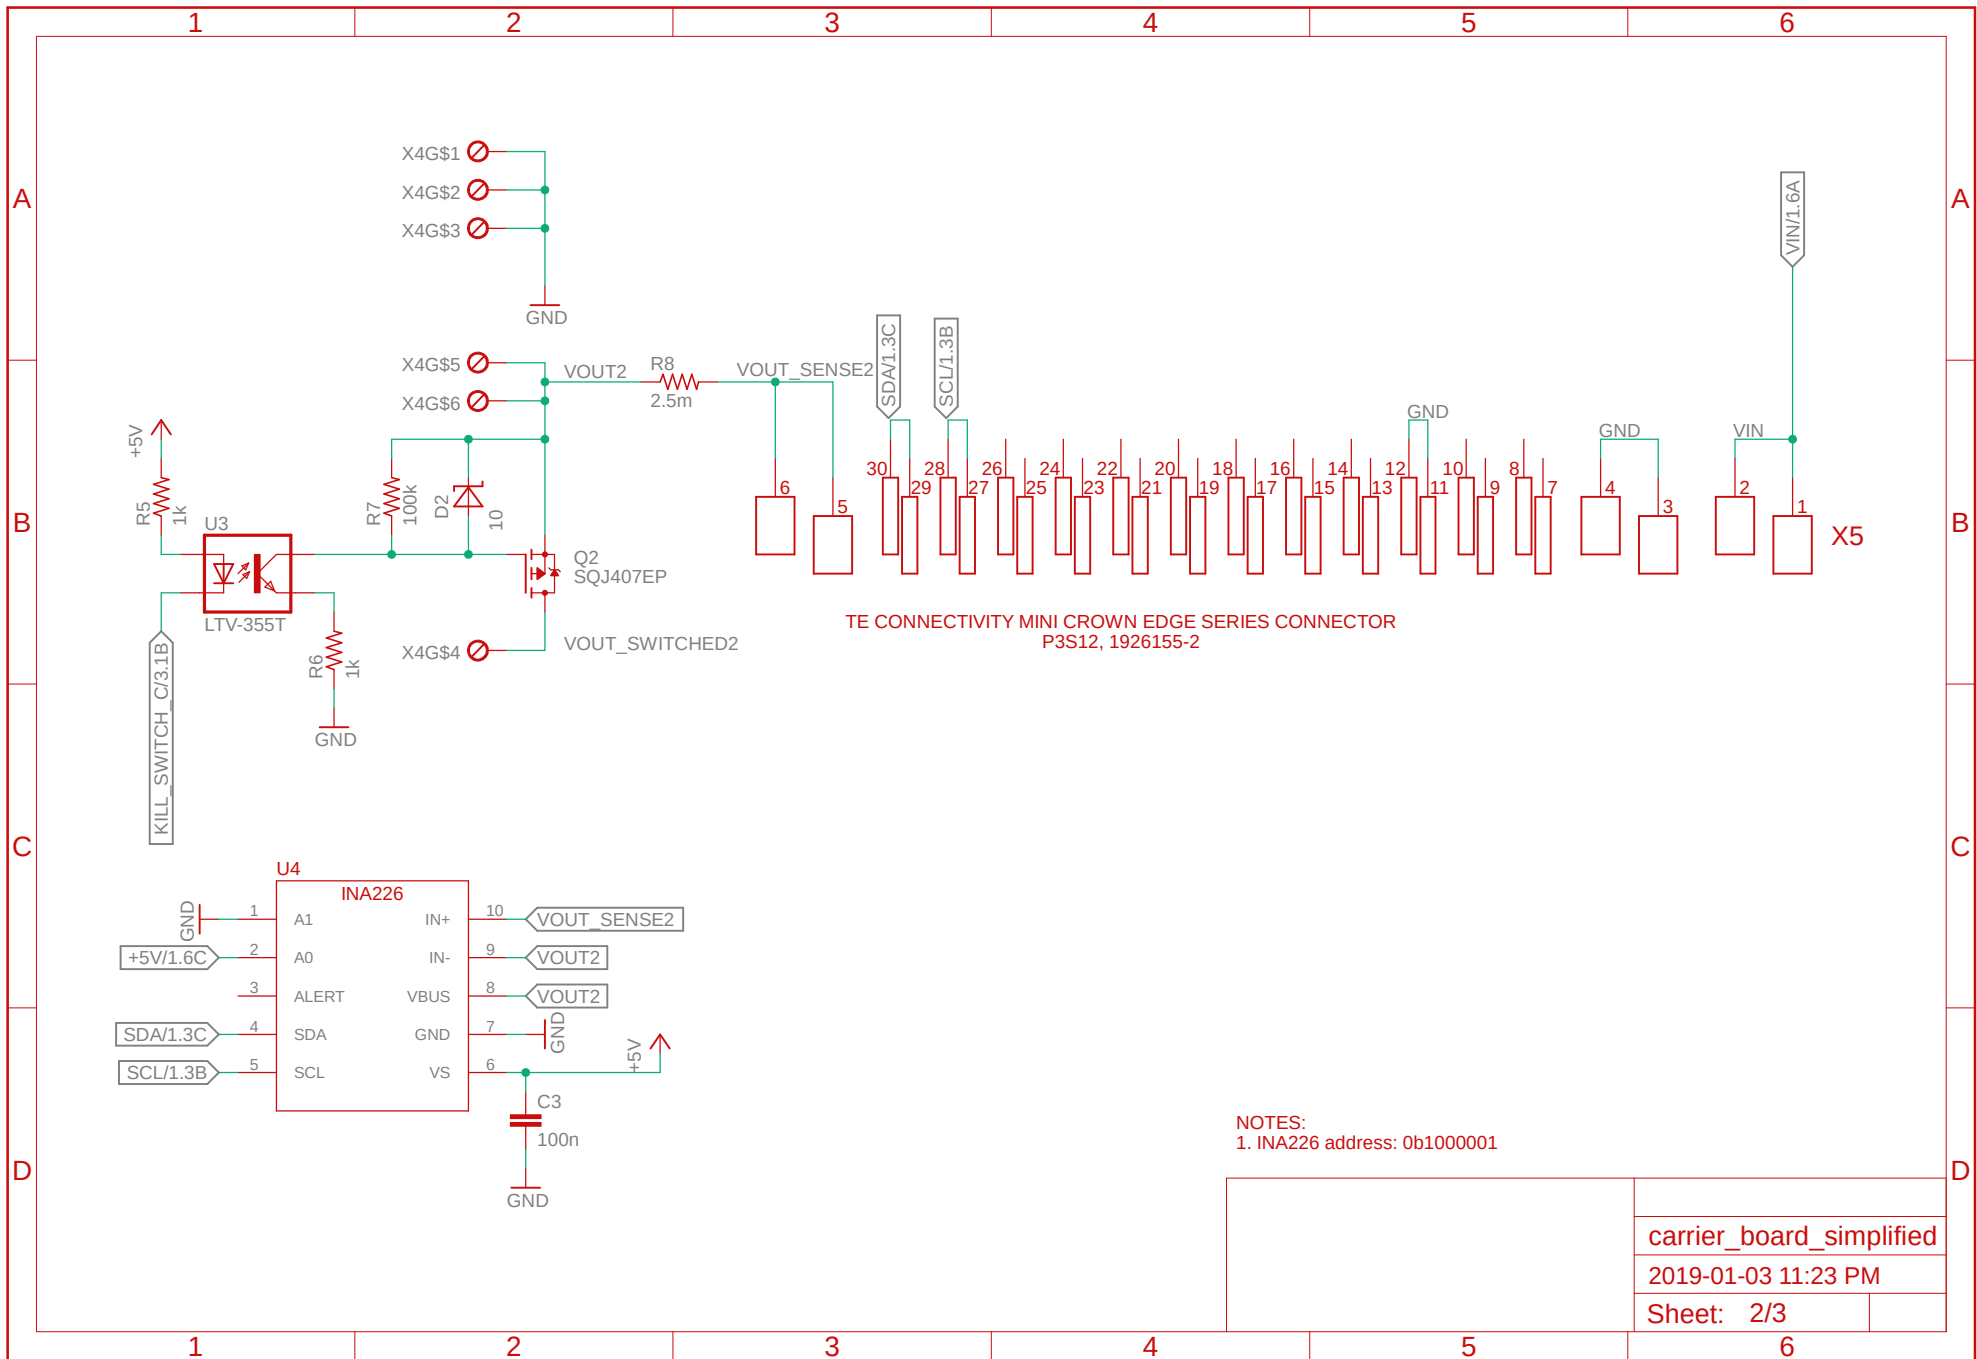 1 2 3 4 5 6
A A
X4G$1
X4G$2
X4G$3
GND
VIN/1.6A
X4G$5
X4G$6
VOUT2
R8
2.5m
VOUT_SENSE2
SDA/1.3C
SCL/1.3B
GND
GND
VIN
+5V
R5
1k
U3
LTV-355T
R7
100k
D2
10
Q2
SQJ407EP
30 28 26 24 22 20 18 16 14 12 10 8
6 29 27 25 23 21 19 17 15 13 11 9 7 4 2
5 3 1
X5
B B
TE CONNECTIVITY MINI CROWN EDGE SERIES CONNECTOR
P3S12, 1926155-2
X4G$4
VOUT_SWITCHED2
R6
1k
GND
KILL_SWITCH_C/3.1B
C C
U4
INA226
GND 1 A1 IN+ 10 VOUT_SENSE2
+5V/1.6C 2 A0 IN- 9 VOUT2
3 ALERT VBUS 8 VOUT2
SDA/1.3C 4 SDA GND 7 GND
SCL/1.3B 5 SCL VS 6 +5V
C3
100n
GND
NOTES:
1. INA226 address: 0b1000001
D D
carrier_board_simplified
2019-01-03 11:23 PM
Sheet: 2/3
1 2 3 4 5 6